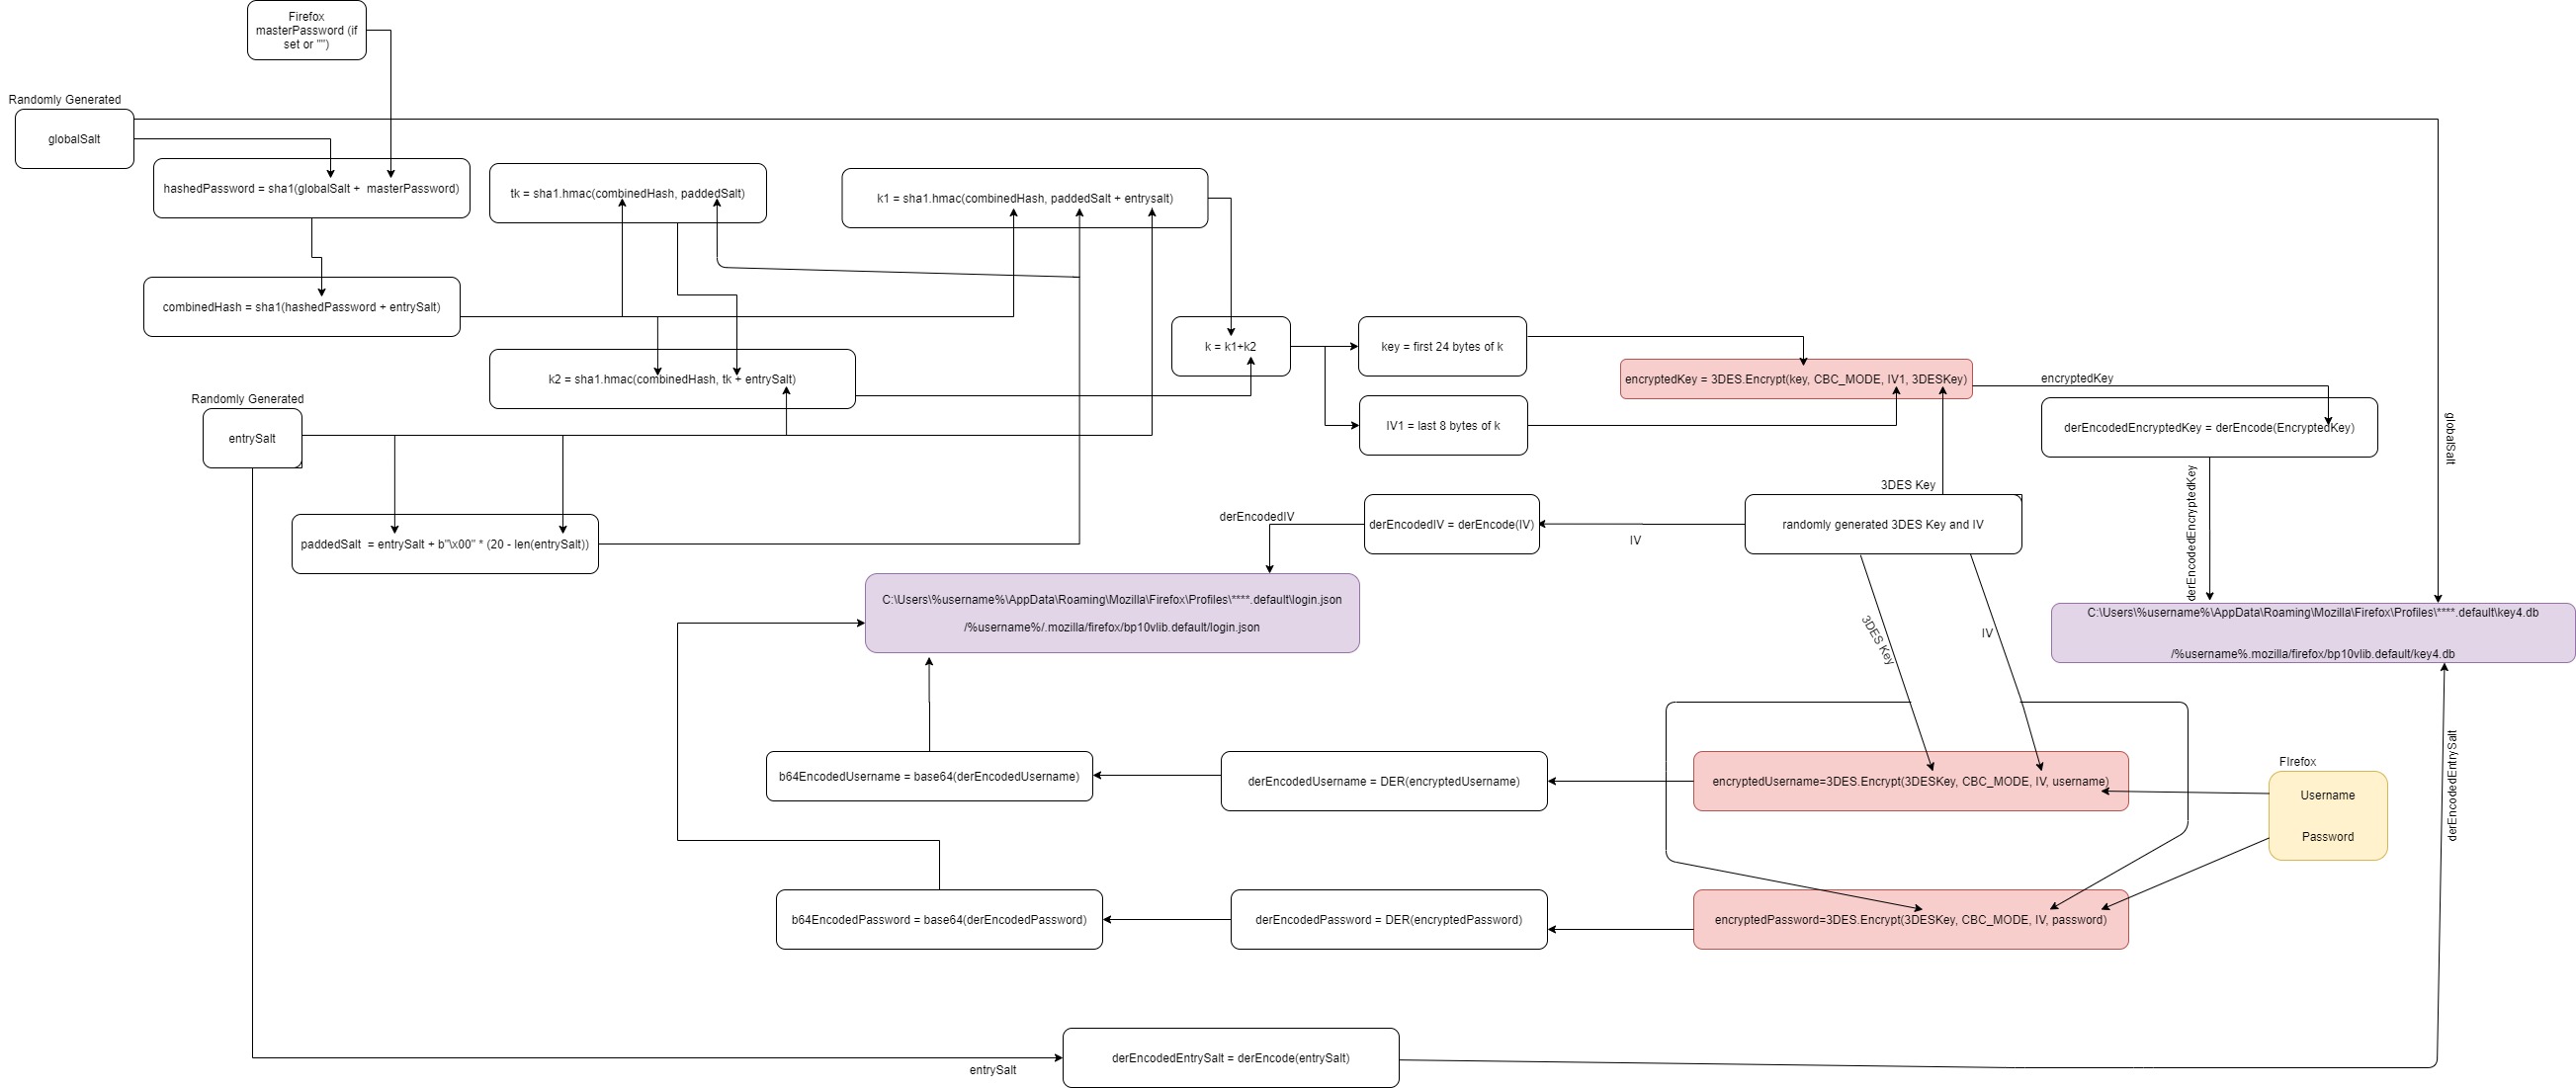 Firefox
masterPassword (if
set or "")
Randomly Generated
globalSalt
hashedPassword = sha1(globalSalt +  masterPassword)
tk = sha1.hmac(combinedHash, paddedSalt)
k1 = sha1.hmac(combinedHash, paddedSalt + entrysalt)
combinedHash = sha1(hashedPassword + entrySalt)
k = k1+k2
key = first 24 bytes of k
k2 = sha1.hmac(combinedHash, tk + entrySalt)
encryptedKey = 3DES.Encrypt(key, CBC_MODE, IV1, 3DESKey)
encryptedKey
Randomly Generated
entrySalt
IV1 = last 8 bytes of k
derEncodedEncryptedKey = derEncode(EncryptedKey)
globalSalt
3DES Key
derEncodedEncryptedKey
derEncodedIV
derEncodedIV = derEncode(IV)
IV
randomly generated 3DES Key and IV
paddedSalt  = entrySalt + b"\x00" * (20 - len(entrySalt))
C:\Users\%username%\AppData\Roaming\Mozilla\Firefox\Profiles\****.default\login.json
/%username%/.mozilla/firefox/bp10vlib.default/login.json
3DES Key
IV
C:\Users\%username%\AppData\Roaming\Mozilla\Firefox\Profiles\****.default\key4.db
/%username%.mozilla/firefox/bp10vlib.default/key4.db
b64EncodedUsername = base64(derEncodedUsername)
derEncodedUsername = DER(encryptedUsername)
encryptedUsername=3DES.Encrypt(3DESKey, CBC_MODE, IV, username)
FIrefox
Username
Password
derEncodedEntrySalt
b64EncodedPassword = base64(derEncodedPassword)
derEncodedPassword = DER(encryptedPassword)
encryptedPassword=3DES.Encrypt(3DESKey, CBC_MODE, IV, password)
entrySalt
derEncodedEntrySalt = derEncode(entrySalt)